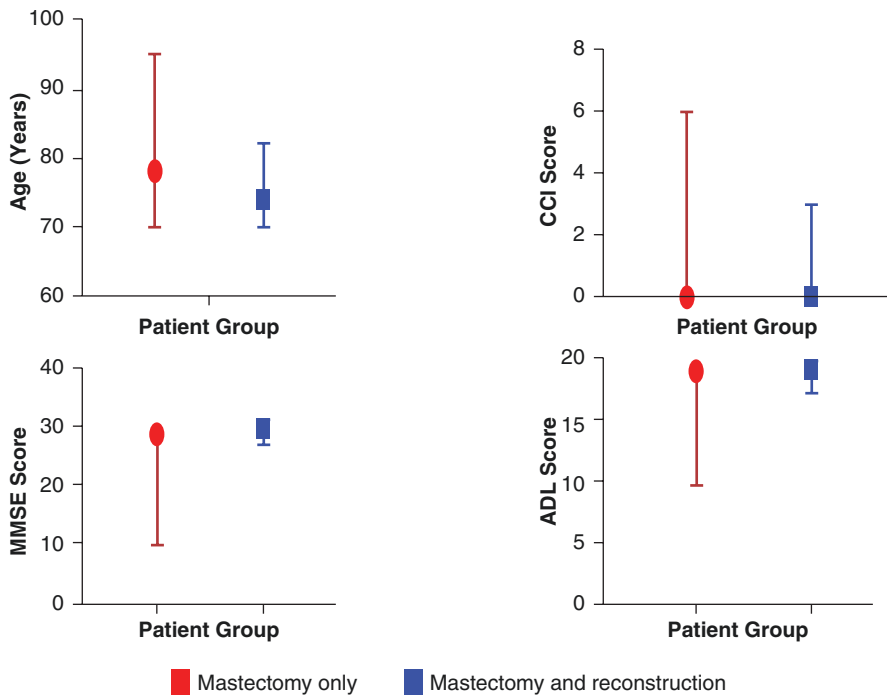 100
90
80
70
60
Age (Years)
Patient Group
8
6
4
2
0
CCI Score
Patient Group
40
30
20
10
0
MMSE Score
Patient Group
20
15
10
5
0
ADL Score
Patient Group
Mastectomy only
Mastectomy and reconstruction